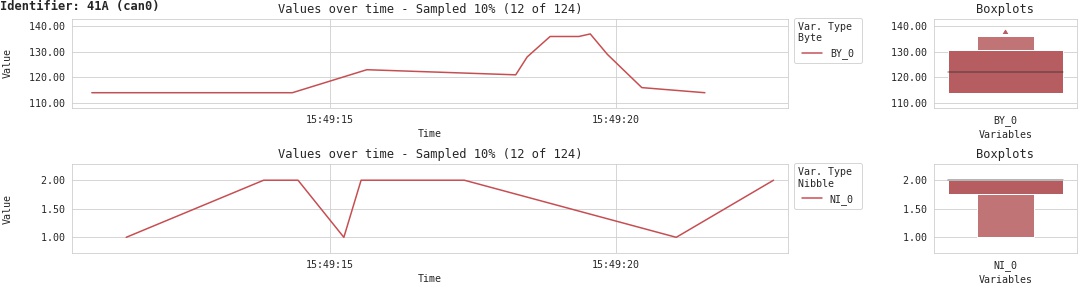 Identifier: 41A (can0)
Values over time - Sampled 10% (12 of 124)
Boxplots
140.00
130.00
120.00
110.00
Value
15:49:15
15:49:20
Time
Var. Type
Byte
BY_0
140.00
130.00
120.00
110.00
BY_0
Variables
Values over time - Sampled 10% (12 of 124)
Boxplots
2.00
1.50
1.00
Value
15:49:15
15:49:20
Time
Var. Type
Nibble
NI_0
2.00
1.50
1.00
NI_0
Variables